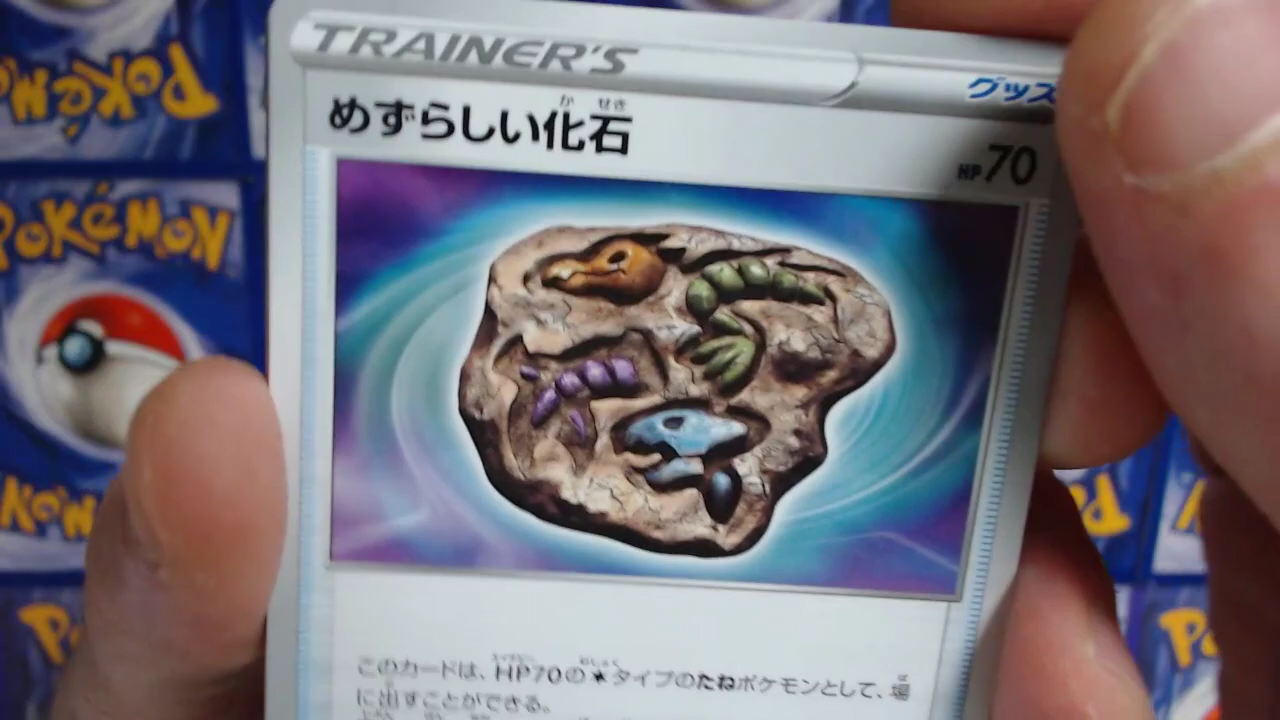 TRAINER'S
グッズ
めずらしい化石
HP70
このカードは、HP70の タイプのたねポケモンとして、場
に出すことができる。
POKéMON